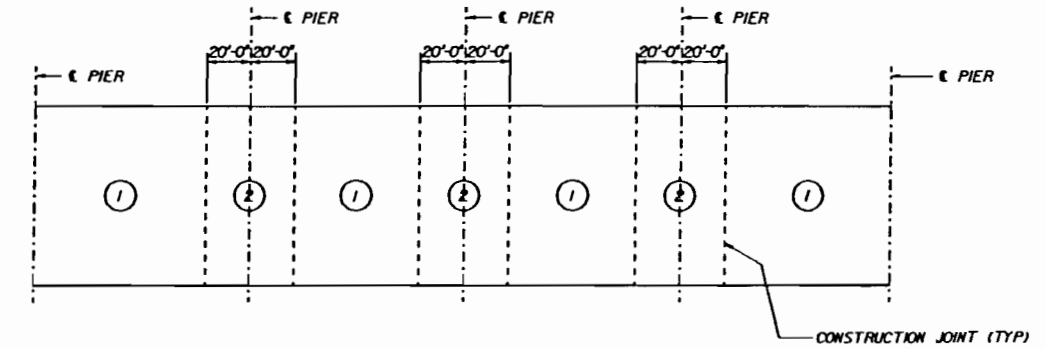 ℄ PIER
℄ PIER
℄ PIER
20'-0" 20'-0"
20'-0" 20'-0"
20'-0" 20'-0"
℄ PIER
℄ PIER
1
2
1
2
1
2
1
CONSTRUCTION JOINT (TYP)